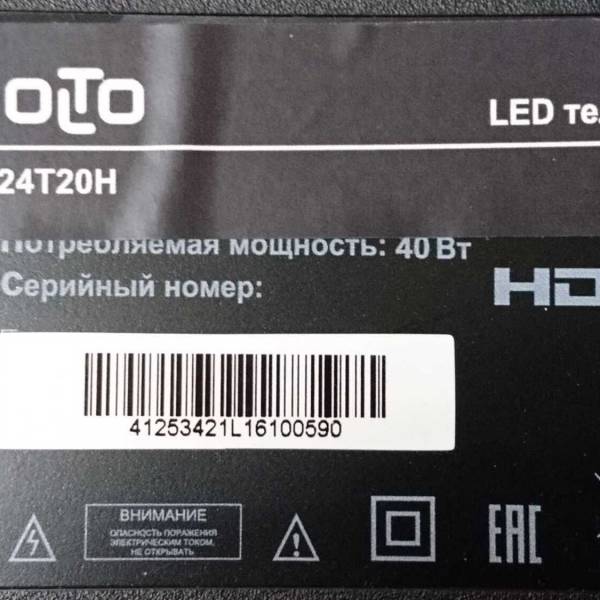 OLTO
LED те
24T20H
Потребляемая мощность: 40 Вт
Серийный номер:
HD
41253421L16100590
ВНИМАНИЕ
ОПАСНОСТЬ ПОРАЖЕНИЯ
ЭЛЕКТРИЧЕСКИМ ТОКОМ,
НЕ ОТКРЫВАТЬ
EAC